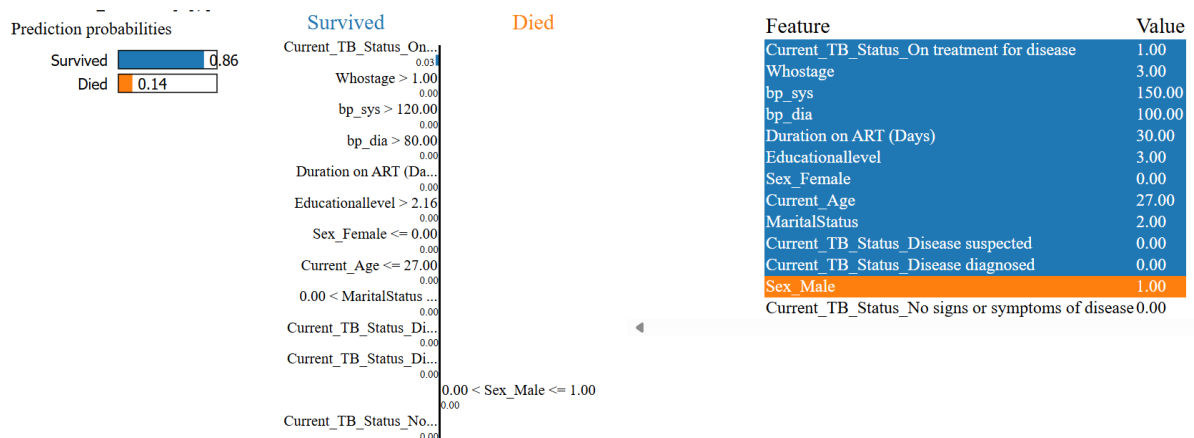 Prediction probabilities
Survived 0.86
Died 0.14
Survived Died
Current_TB_Status_On...
0.03
Whostage > 1.00
0.00
bp_sys > 120.00
0.00
bp_dia > 80.00
0.00
Duration on ART (Da...
0.00
Educationallevel > 2.16
0.00
Sex_Female <= 0.00
0.00
Current_Age <= 27.00
0.00
0.00 < MaritalStatus ...
0.00
Current_TB_Status_Di...
0.00
Current_TB_Status_Di...
0.00
0.00 < Sex_Male <= 1.00
0.00
Current_TB_Status_No...
0.00
Feature Value
Current_TB_Status_On treatment for disease 1.00
Whostage 3.00
bp_sys 150.00
bp_dia 100.00
Duration on ART (Days) 30.00
Educationallevel 3.00
Sex_Female 0.00
Current_Age 27.00
MaritalStatus 2.00
Current_TB_Status_Disease suspected 0.00
Current_TB_Status_Disease diagnosed 0.00
Sex_Male 1.00
Current_TB_Status_No signs or symptoms of disease 0.00